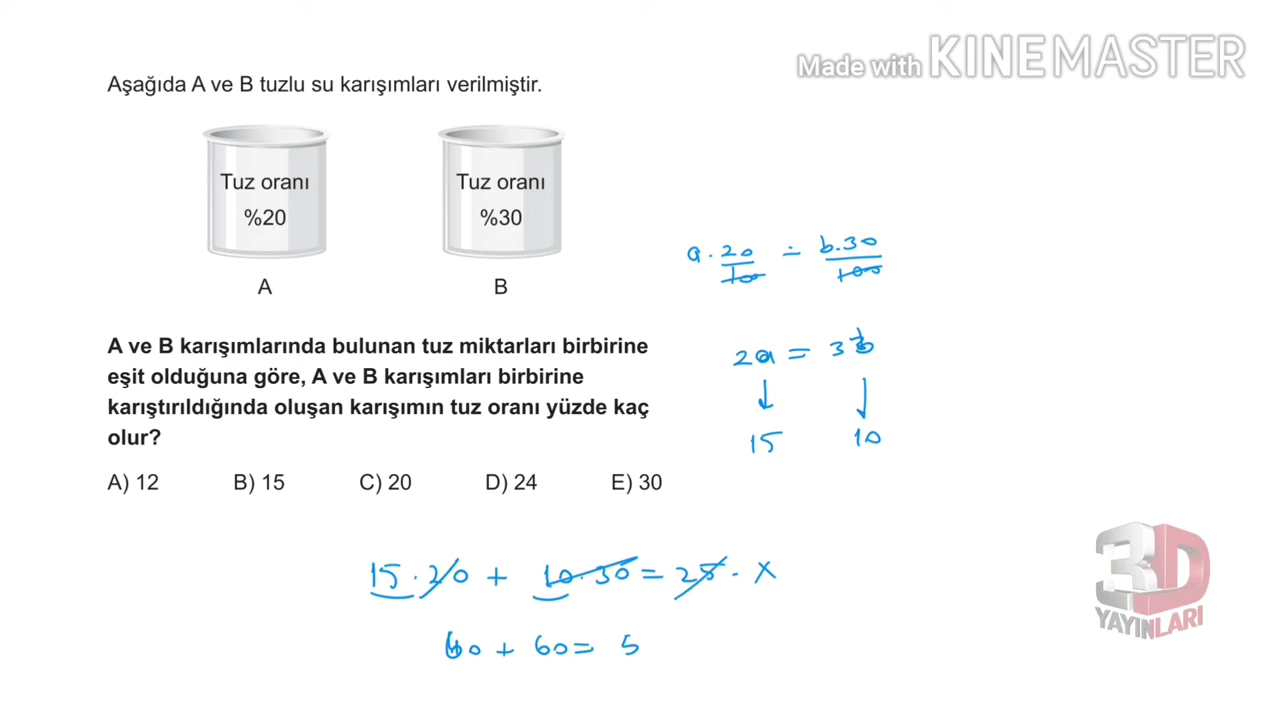 Made with KINEMASTER
Aşağıda A ve B tuzlu su karışımları verilmiştir.
Tuz oranı
%20
A
Tuz oranı
%30
B
A ve B karışımlarında bulunan tuz miktarları birbirine
eşit olduğuna göre, A ve B karışımları birbirine
karıştırıldığında oluşan karışımın tuz oranı yüzde kaç
olur?
A) 12 B) 15 C) 20 D) 24 E) 30
a . 20/100 = b.30/100
2a = 3b
15 10
15 . 20 + 10.30 = 25 . x
60 + 60 = 5
3D
YAYINLARI